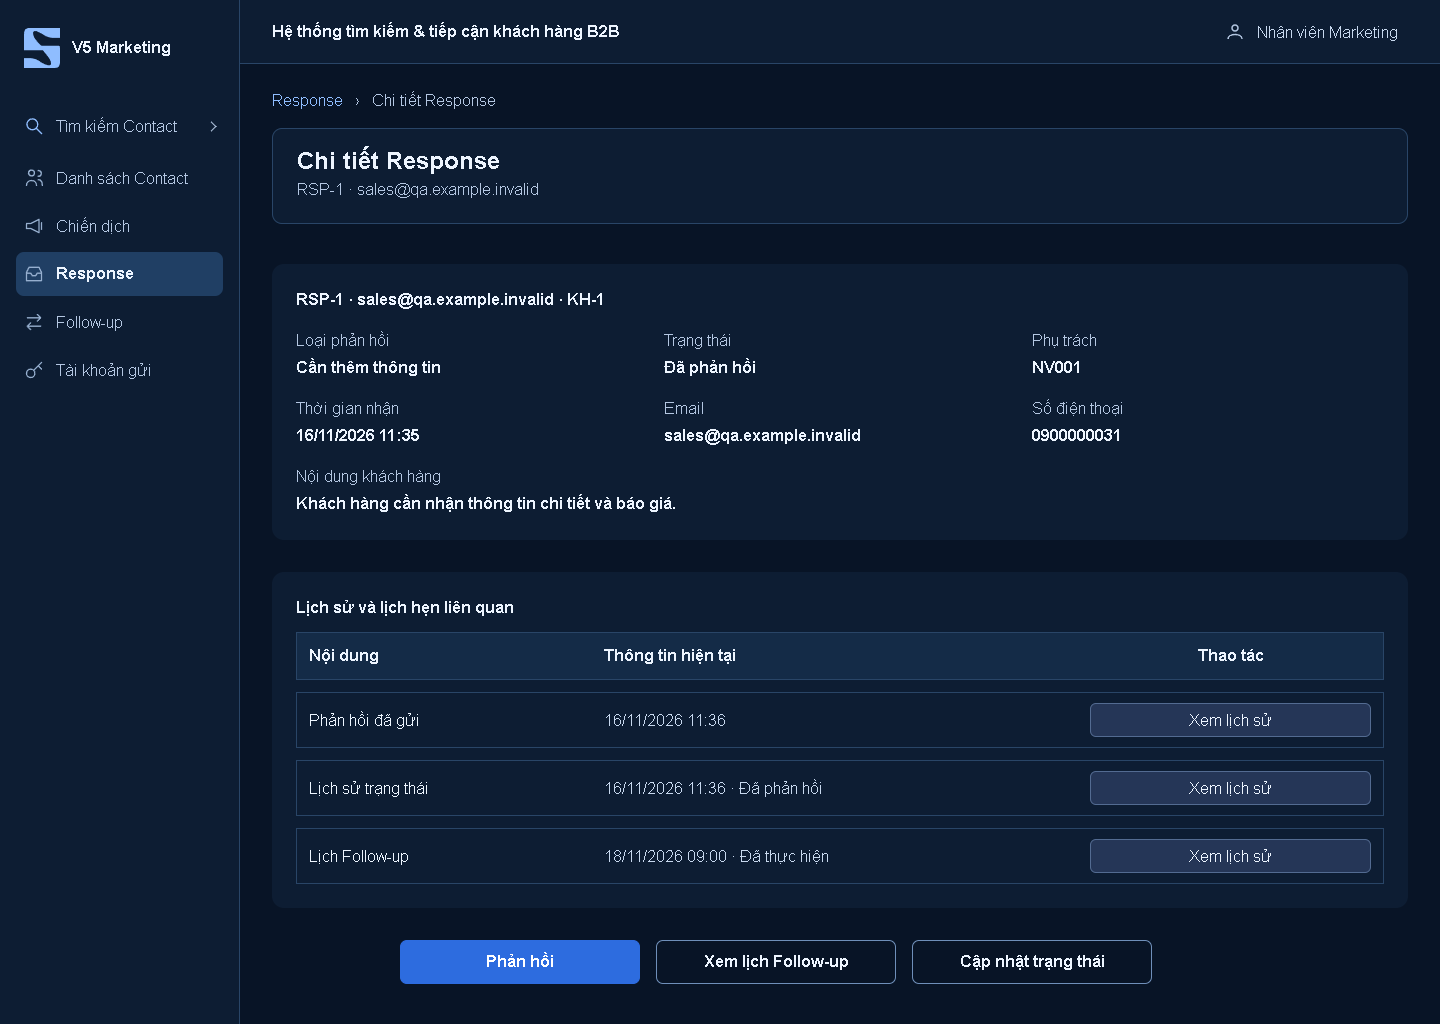 V5 Marketing
Hệ thống tìm kiếm & tiếp cận khách hàng B2B
Nhân viên Marketing
Tìm kiếm Contact
Danh sách Contact
Chiến dịch
Response
Follow-up
Tài khoản gửi
Response › Chi tiết Response
Chi tiết Response
RSP-1 · sales@qa.example.invalid
RSP-1 · sales@qa.example.invalid · KH-1
Loại phản hồi
Trạng thái
Phụ trách
Cần thêm thông tin
Đã phản hồi
NV001
Thời gian nhận
Email
Số điện thoại
16/11/2026 11:35
sales@qa.example.invalid
0900000031
Nội dung khách hàng
Khách hàng cần nhận thông tin chi tiết và báo giá.
Lịch sử và lịch hẹn liên quan
Nội dung
Thông tin hiện tại
Thao tác
Phản hồi đã gửi
16/11/2026 11:36
Xem lịch sử
Lịch sử trạng thái
16/11/2026 11:36 · Đã phản hồi
Xem lịch sử
Lịch Follow-up
18/11/2026 09:00 · Đã thực hiện
Xem lịch sử
Phản hồi
Xem lịch Follow-up
Cập nhật trạng thái